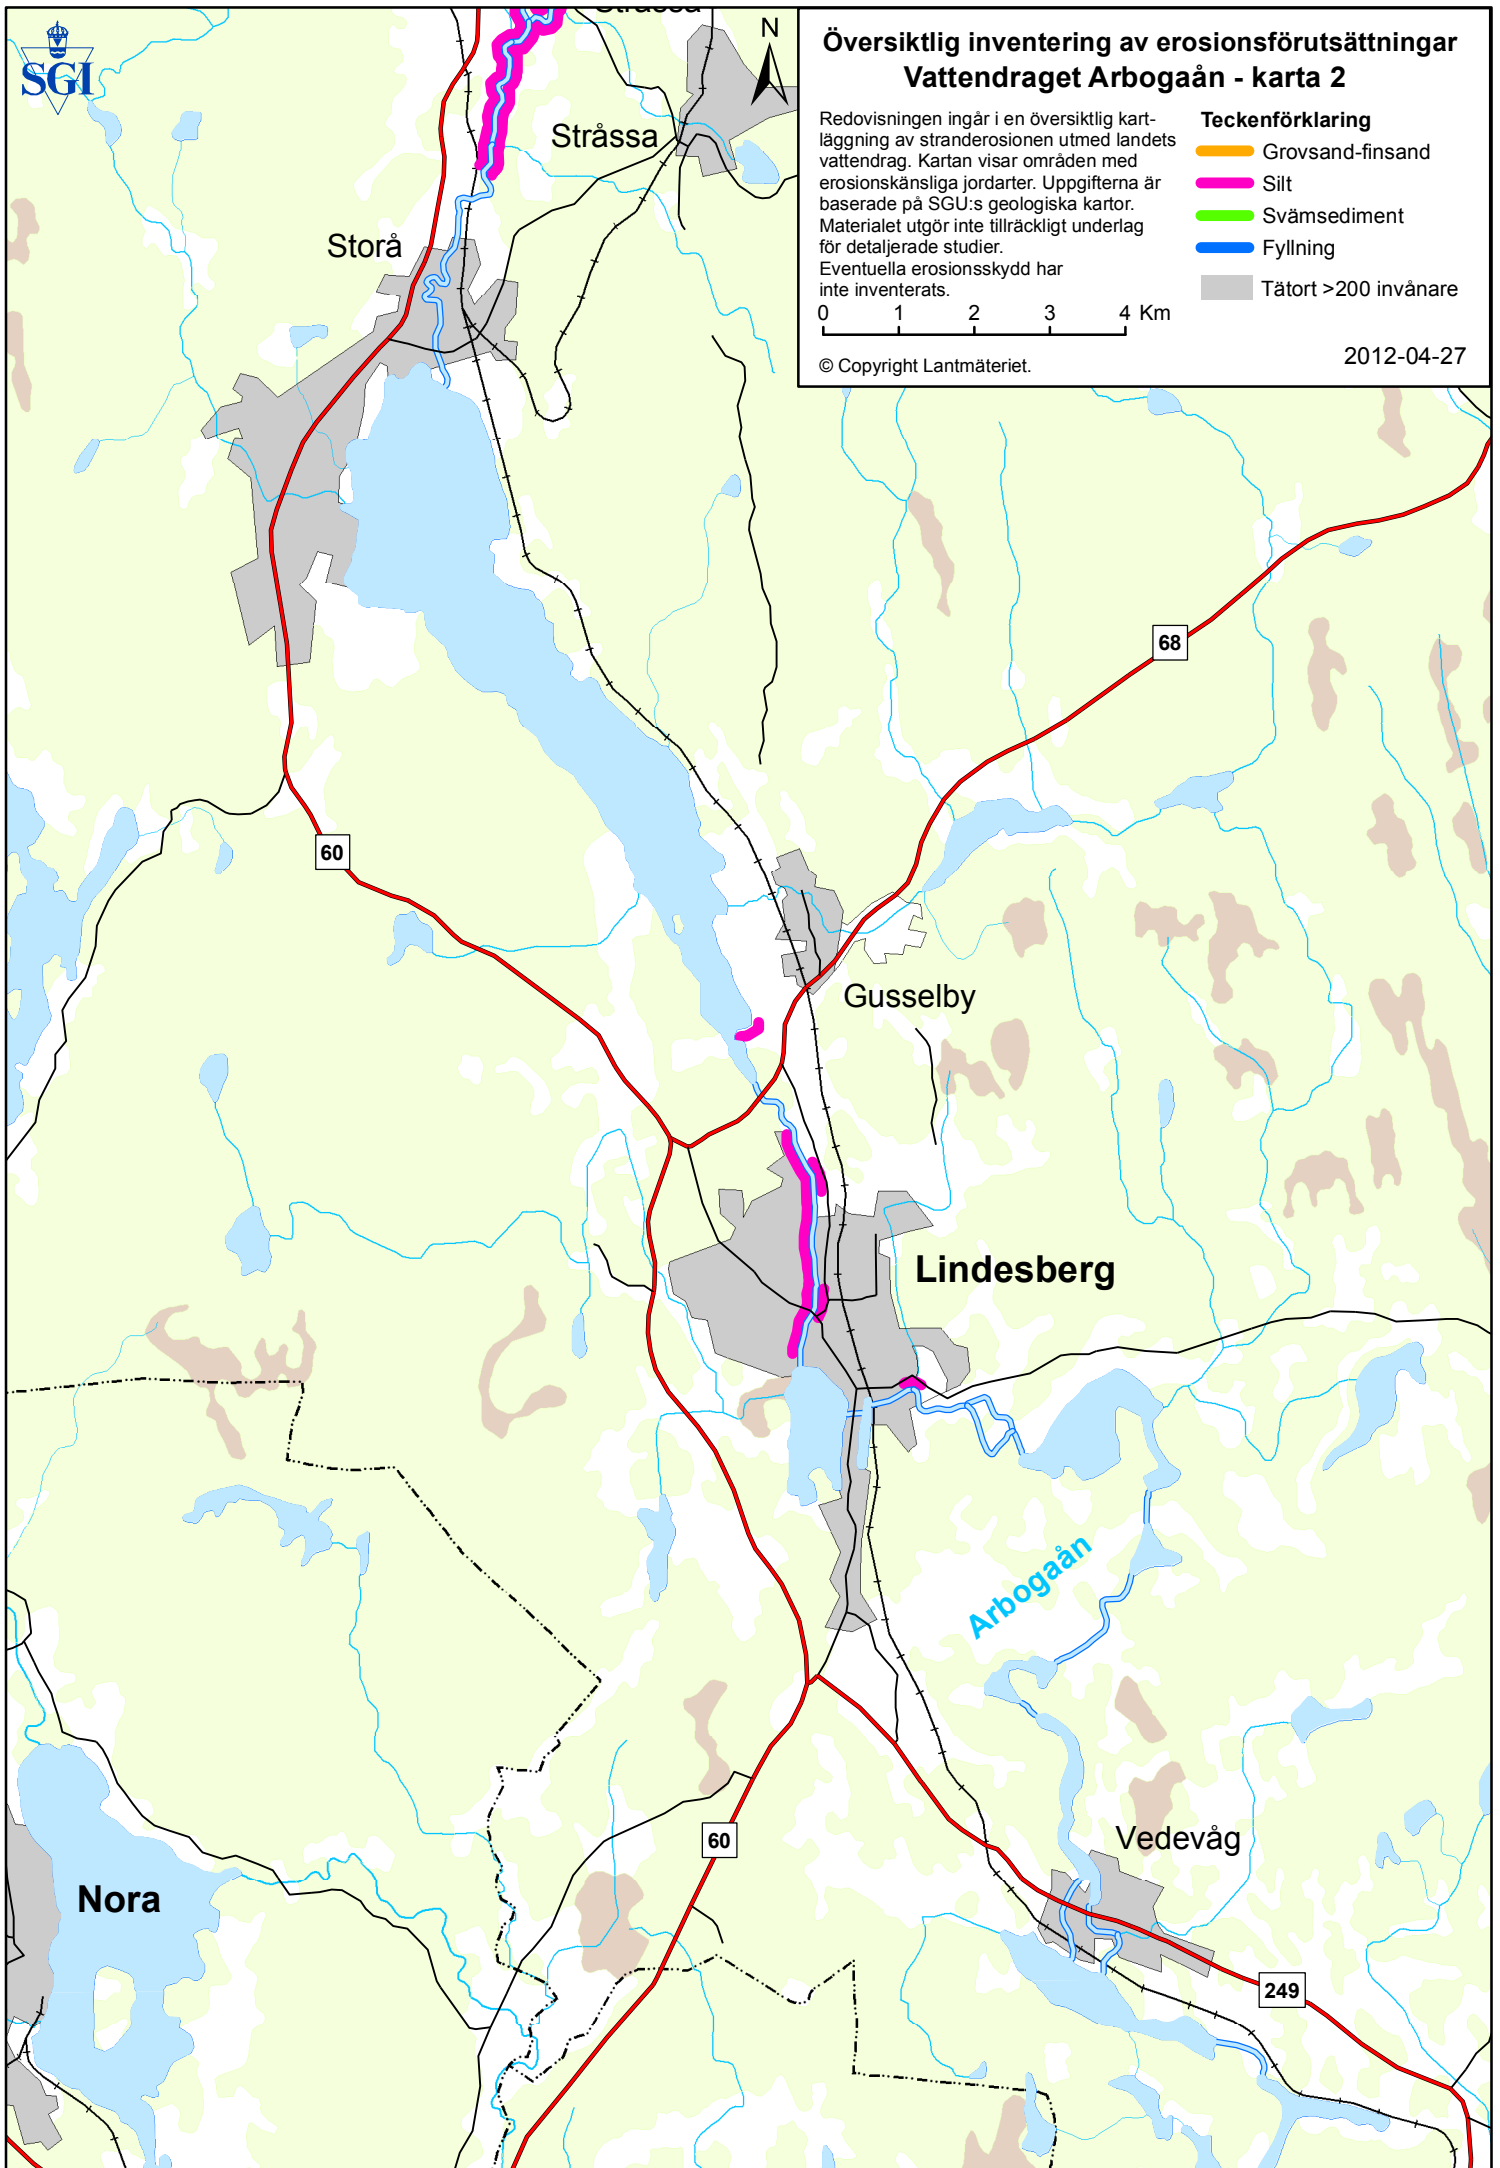 SGI
Stråssa
N
Översiktlig inventering av erosionsförutsättningar
Vattendraget Arbogaån - karta 2
Redovisningen ingår i en översiktlig kart-
läggning av stranderosionen utmed landets
vattendrag. Kartan visar områden med
erosionskänsliga jordarter. Uppgifterna är
baserade på SGU:s geologiska kartor.
Materialet utgör inte tillräckligt underlag
för detaljerade studier.
Eventuella erosionsskydd har
inte inventerats.
0 1 2 3 4 Km
© Copyright Lantmäteriet.
Teckenförklaring
Grovsand-finsand
Silt
Svämsediment
Fyllning
Tätort >200 invånare
2012-04-27
Stråssa
Storå
68
60
Gusselby
Lindesberg
Arbogaån
Vedevåg
60
Nora
249